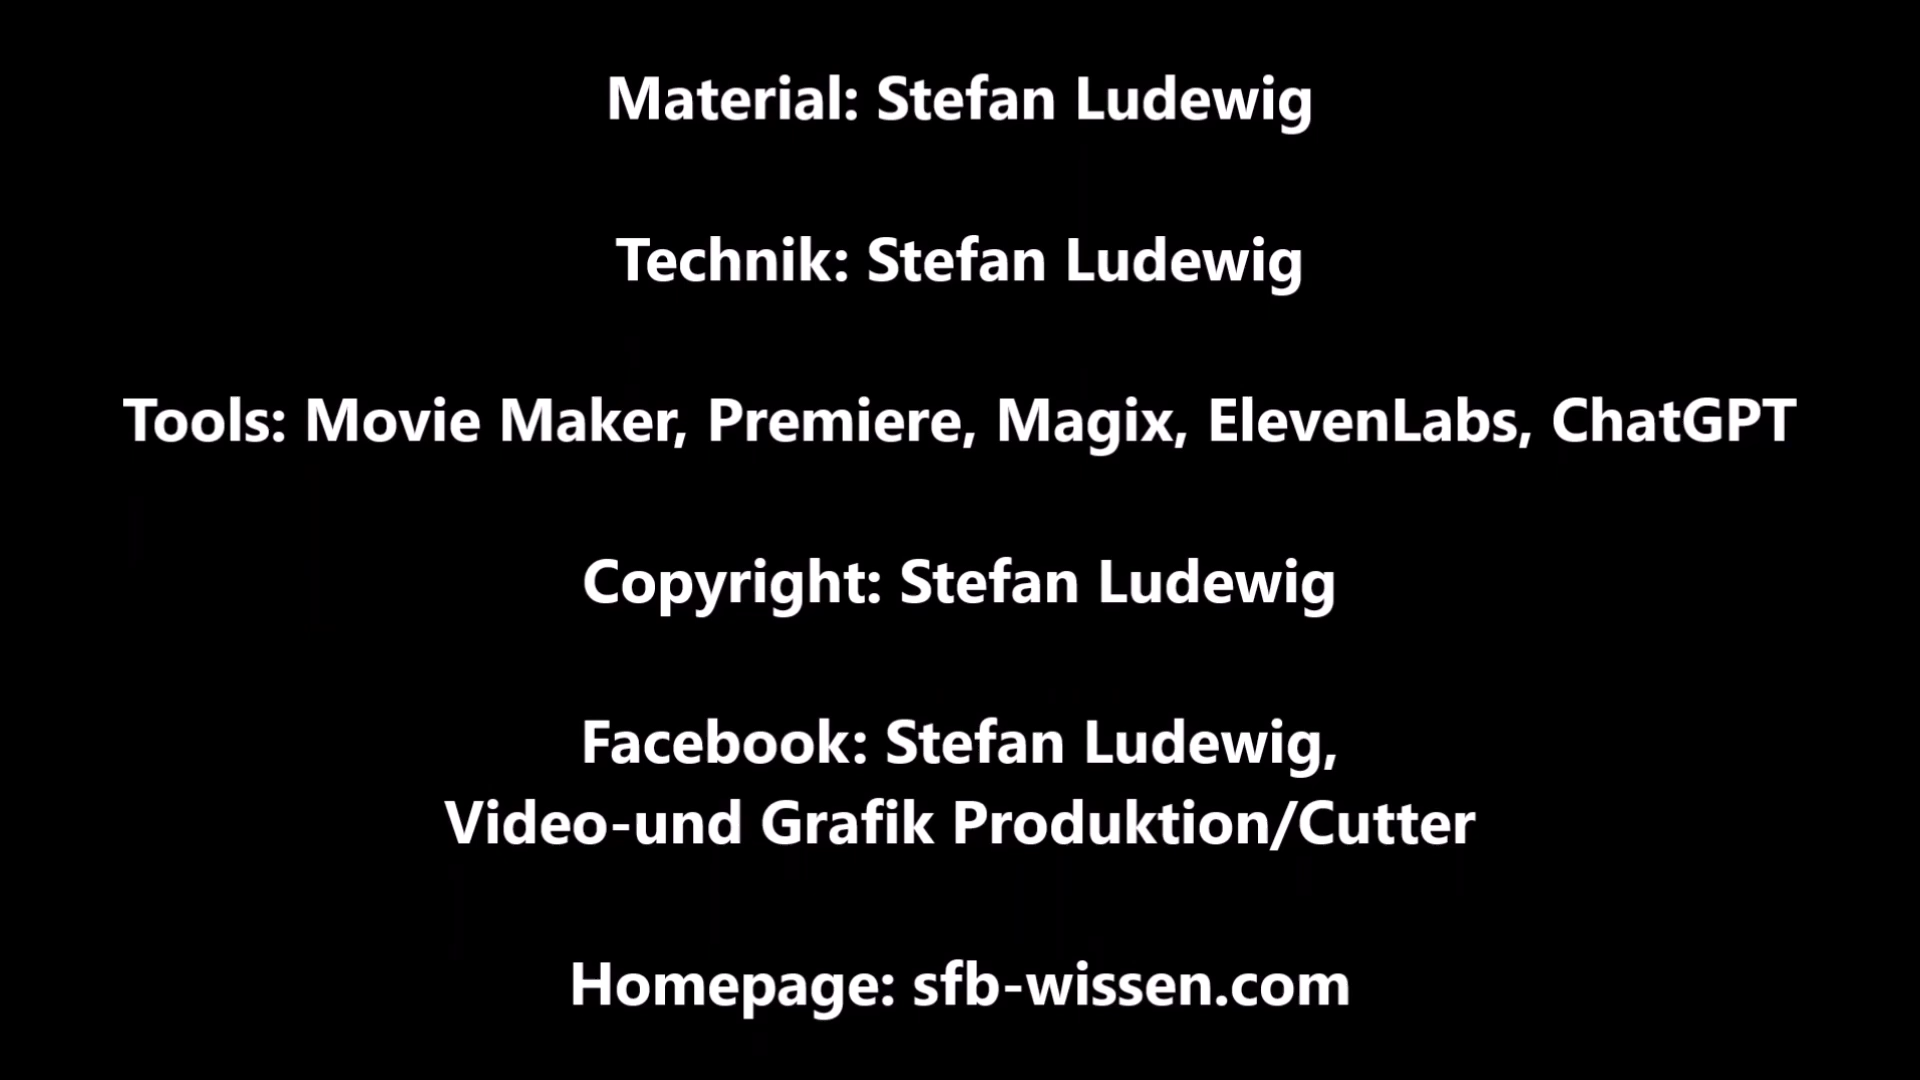 Material: Stefan Ludewig
Technik: Stefan Ludewig
Tools: Movie Maker, Premiere, Magix, ElevenLabs, ChatGPT
Copyright: Stefan Ludewig
Facebook: Stefan Ludewig,
Video-und Grafik Produktion/Cutter
Homepage: sfb-wissen.com